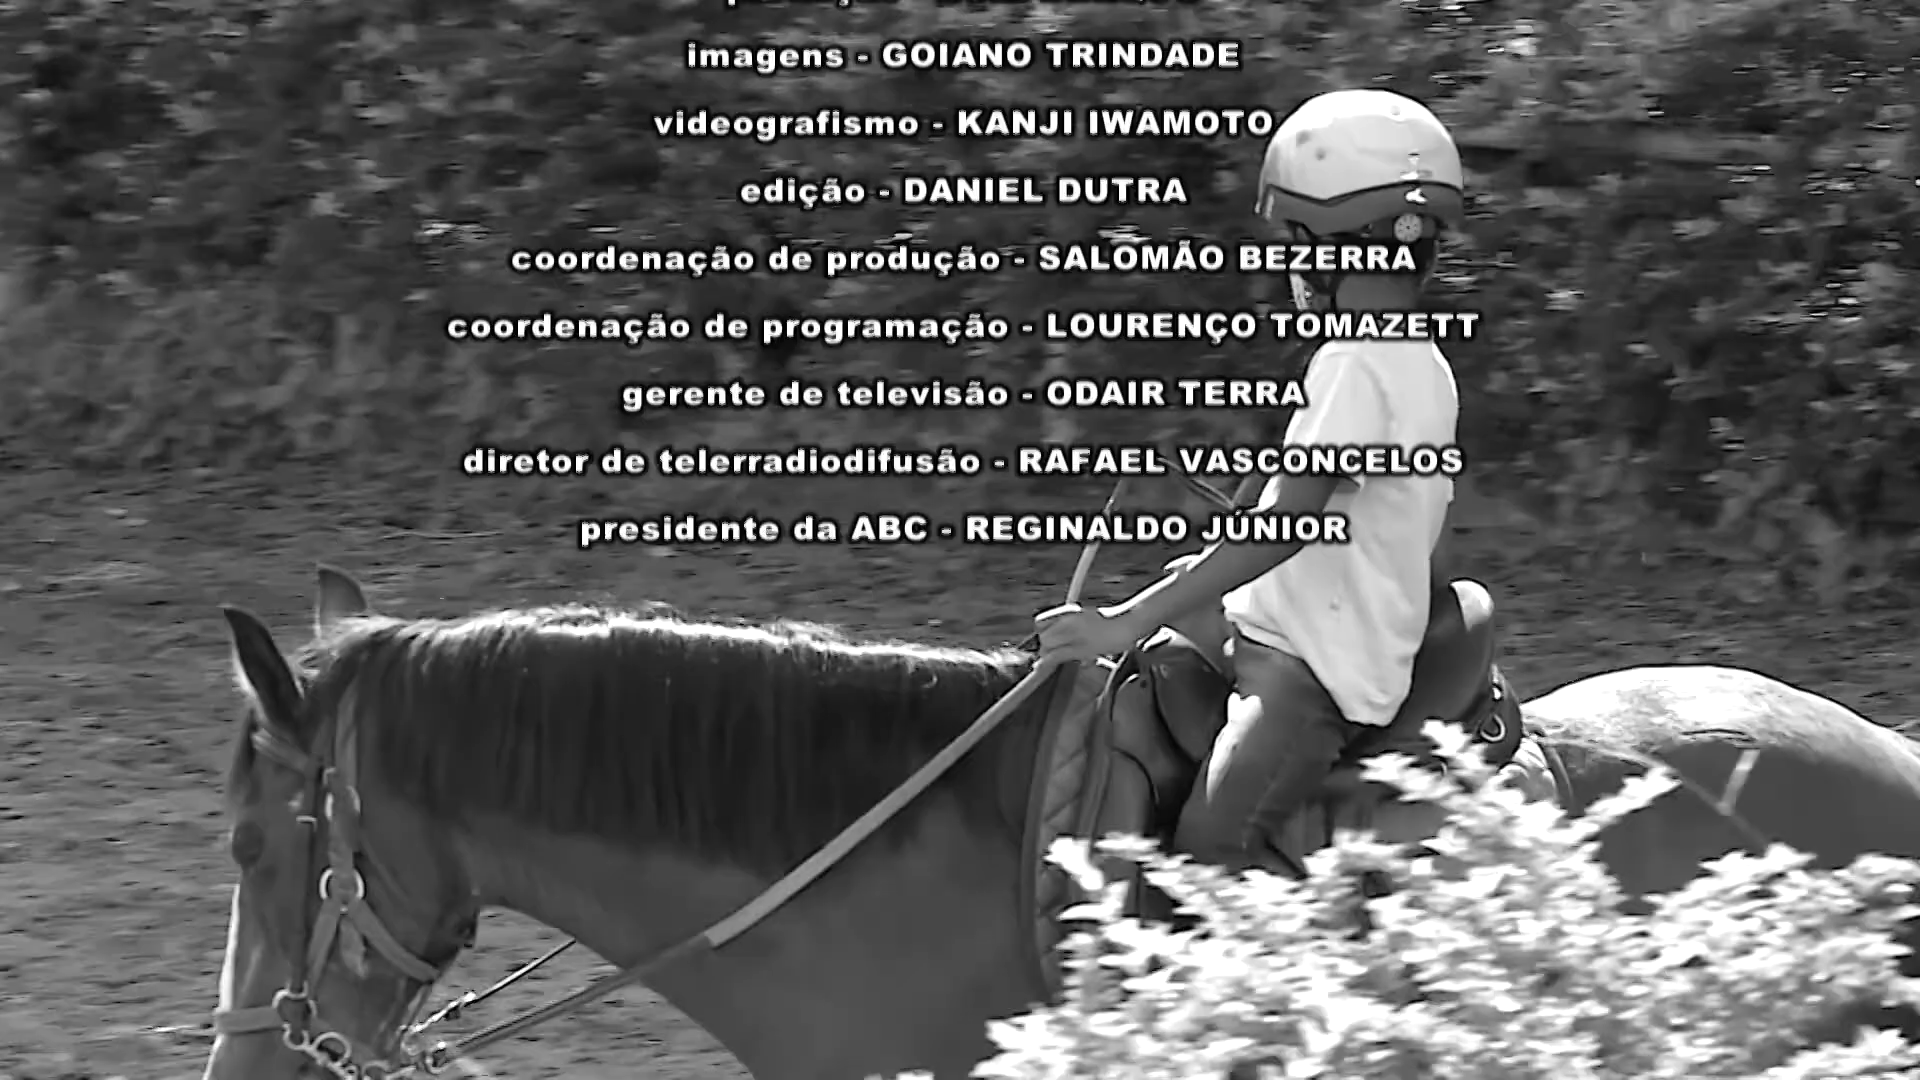 imagens - GOIANO TRINDADE
videografismo - KANJI IWAMOTO
edição - DANIEL DUTRA
coordenação de produção - SALOMÃO BEZERRA
coordenação de programação - LOURENÇO TOMAZETT
gerente de televisão - ODAIR TERRA
diretor de telerradiodifusão - RAFAEL VASCONCELOS
presidente da ABC - REGINALDO JÚNIOR